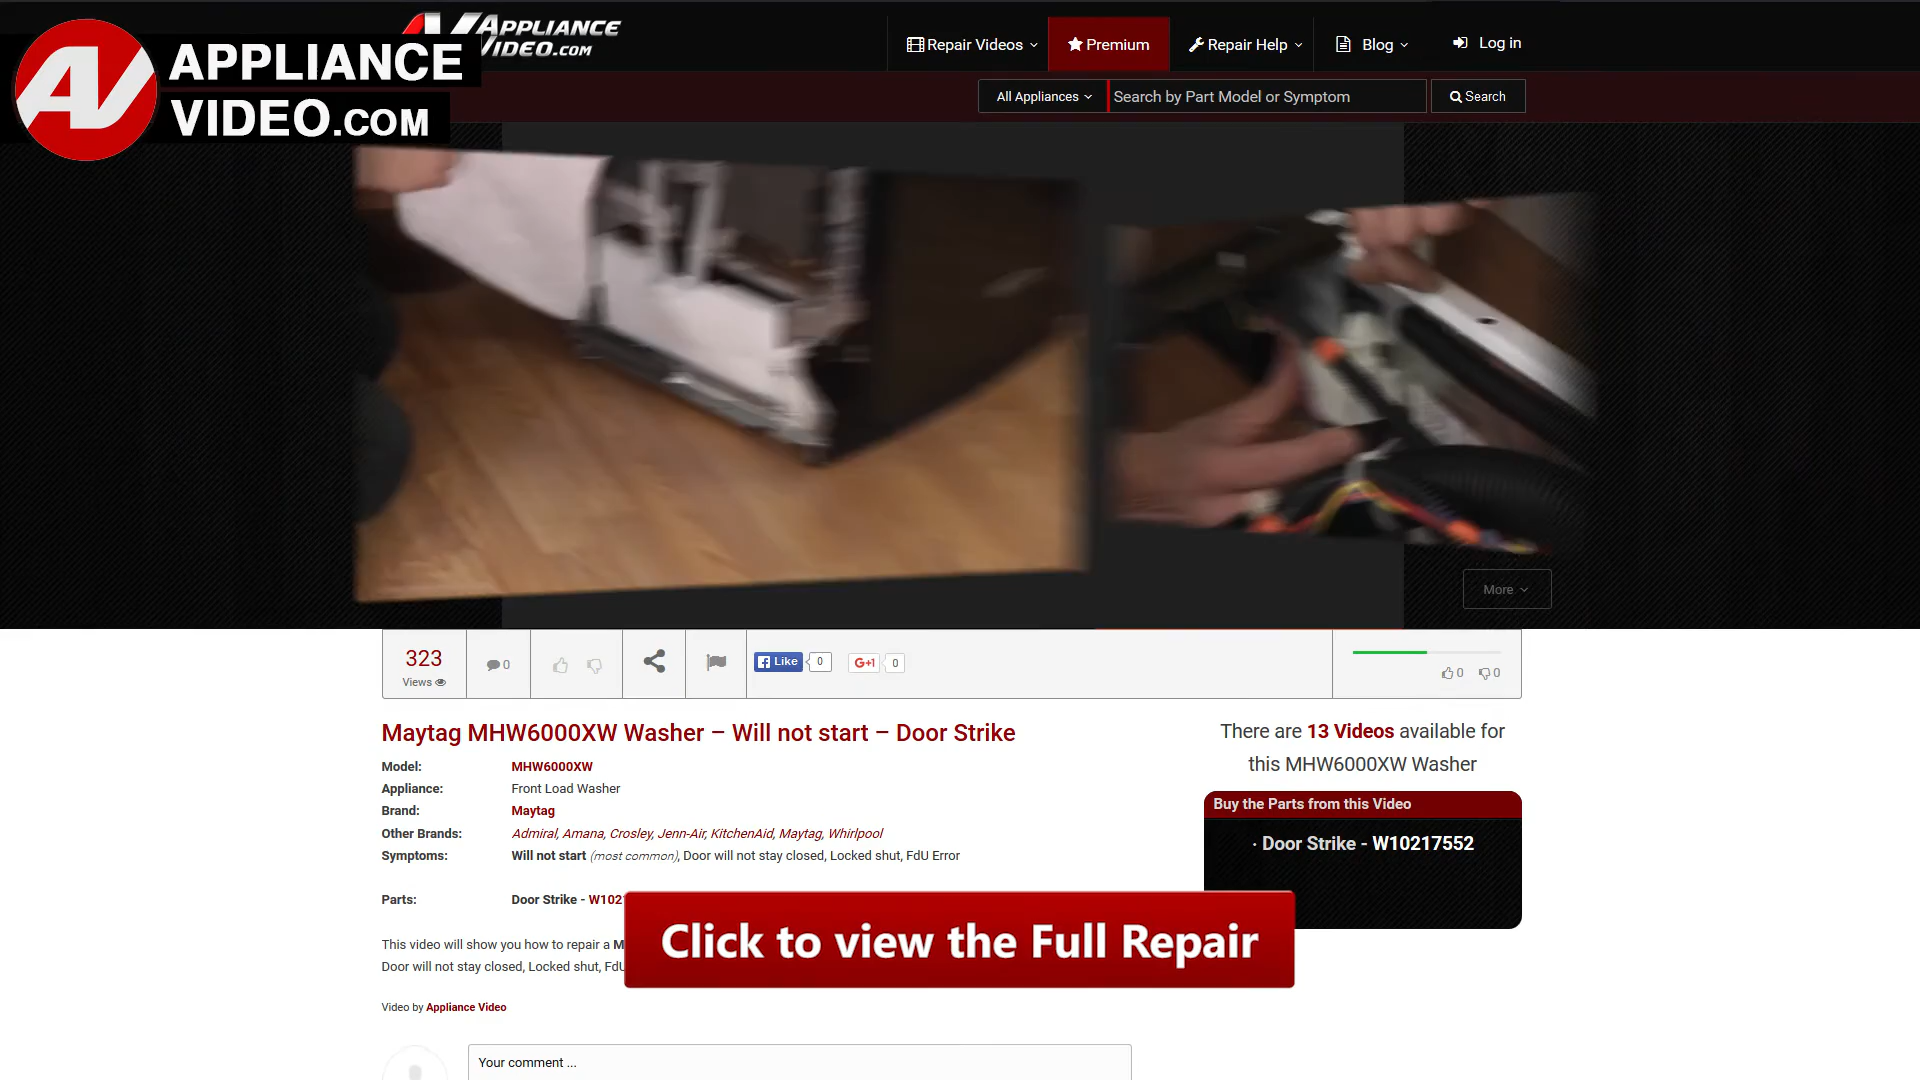 APPLIANCE
VIDEO.COM
APPLIANCE
VIDEO.COM
Repair Videos
Premium
Repair Help
Blog
Log in
All Appliances
Search by Part Model or Symptom
Search
More
323
Views
0
Like
0
G+1
0
0
0
Maytag MHW6000XW Washer – Will not start – Door Strike
Model: MHW6000XW
Appliance: Front Load Washer
Brand: Maytag
Other Brands: Admiral, Amana, Crosley, Jenn-Air, KitchenAid, Maytag, Whirlpool
Symptoms: Will not start (most common), Door will not stay closed, Locked shut, FdU Error
Parts: Door Strike - W102
This video will show you how to repair a M
Door will not stay closed, Locked shut, FdU
Video by Appliance Video
Your comment ...
There are 13 Videos available for
this MHW6000XW Washer
Buy the Parts from this Video
· Door Strike - W10217552
Click to view the Full Repair